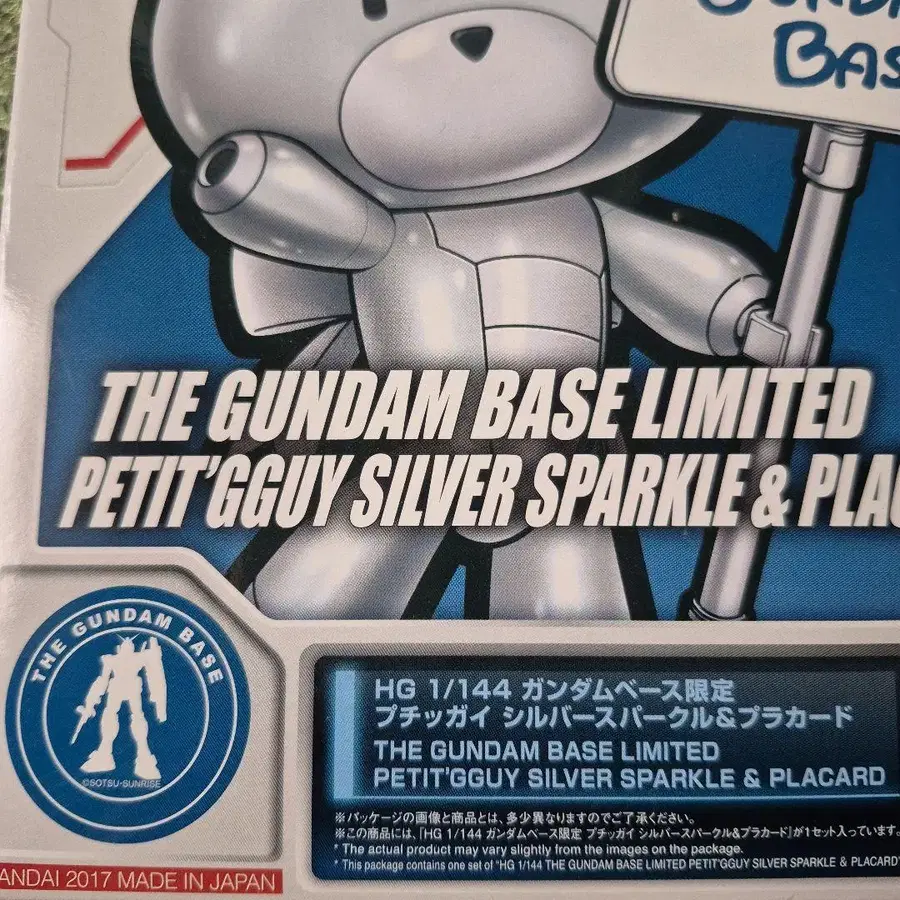 GUNDA
BAS
THE GUNDAM BASE LIMITED
PETIT'GGUY SILVER SPARKLE & PLAC
THE GUNDAM BASE
©SOTSU・SUNRISE
HG 1/144 ガンダムベース限定
プチッガイ シルバースパークル&プラカード
THE GUNDAM BASE LIMITED
PETIT'GGUY SILVER SPARKLE & PLACARD
※パッケージの画像と商品とは、多少異なりますのでご了承ください。
※この商品には、「HG 1/144 ガンダムベース限定 プチッガイ シルバースパークル&プラカード」が1セット入っています。
* The actual product may vary slightly from the images on the package.
* This package contains one set of "HG 1/144 THE GUNDAM BASE LIMITED PETIT'GGUY SILVER SPARKLE & PLACARD"
ANDAI 2017 MADE IN JAPAN